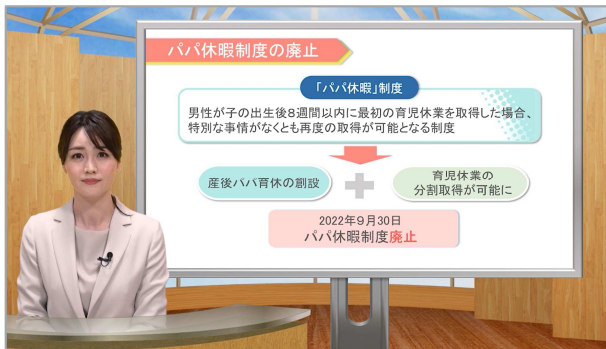 パパ休暇制度の廃止
「パパ休暇」制度
男性が子の出生後8週間以内に最初の育児休業を取得した場合、
特別な事情がなくとも再度の取得が可能となる制度
産後パパ育休の創設
育児休業の
分割取得が可能に
2022年9月30日
パパ休暇制度廃止